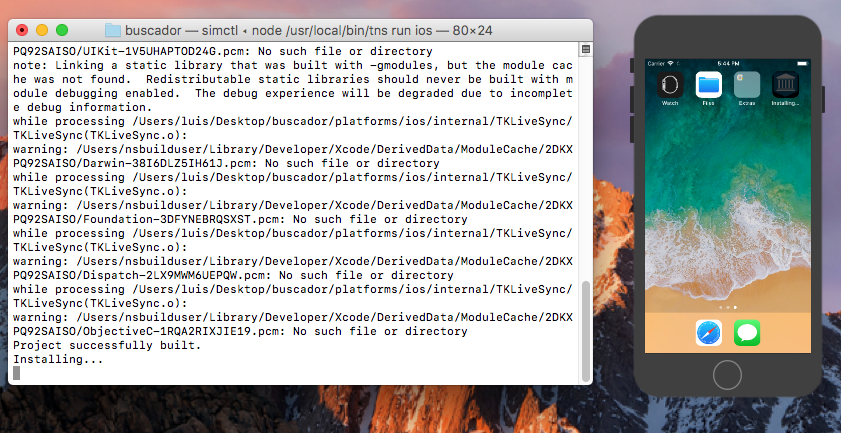 buscador — simctl ◂ node /usr/local/bin/tns run ios — 80×24
PQ92SAISO/UIKit-1V5UHAPTOD24G.pcm: No such file or directory
note: Linking a static library that was built with -gmodules, but the module cac
he was not found.  Redistributable static libraries should never be built with m
odule debugging enabled.  The debug experience will be degraded due to incomplet
e debug information.
while processing /Users/luis/Desktop/buscador/platforms/ios/internal/TKLiveSync/
TKLiveSync(TKLiveSync.o):
warning: /Users/nsbuilduser/Library/Developer/Xcode/DerivedData/ModuleCache/2DKX
PQ92SAISO/Darwin-38I6DLZ5IH61J.pcm: No such file or directory
while processing /Users/luis/Desktop/buscador/platforms/ios/internal/TKLiveSync/
TKLiveSync(TKLiveSync.o):
warning: /Users/nsbuilduser/Library/Developer/Xcode/DerivedData/ModuleCache/2DKX
PQ92SAISO/Foundation-3DFYNEBRQSXST.pcm: No such file or directory
while processing /Users/luis/Desktop/buscador/platforms/ios/internal/TKLiveSync/
TKLiveSync(TKLiveSync.o):
warning: /Users/nsbuilduser/Library/Developer/Xcode/DerivedData/ModuleCache/2DKX
PQ92SAISO/Dispatch-2LX9MWM6UEPQW.pcm: No such file or directory
while processing /Users/luis/Desktop/buscador/platforms/ios/internal/TKLiveSync/
TKLiveSync(TKLiveSync.o):
warning: /Users/nsbuilduser/Library/Developer/Xcode/DerivedData/ModuleCache/2DKX
PQ92SAISO/ObjectiveC-1RQA2RIXJIE19.pcm: No such file or directory
Project successfully built.
Installing...
Carrier 5:44 PM
Watch Files Extras Installing...